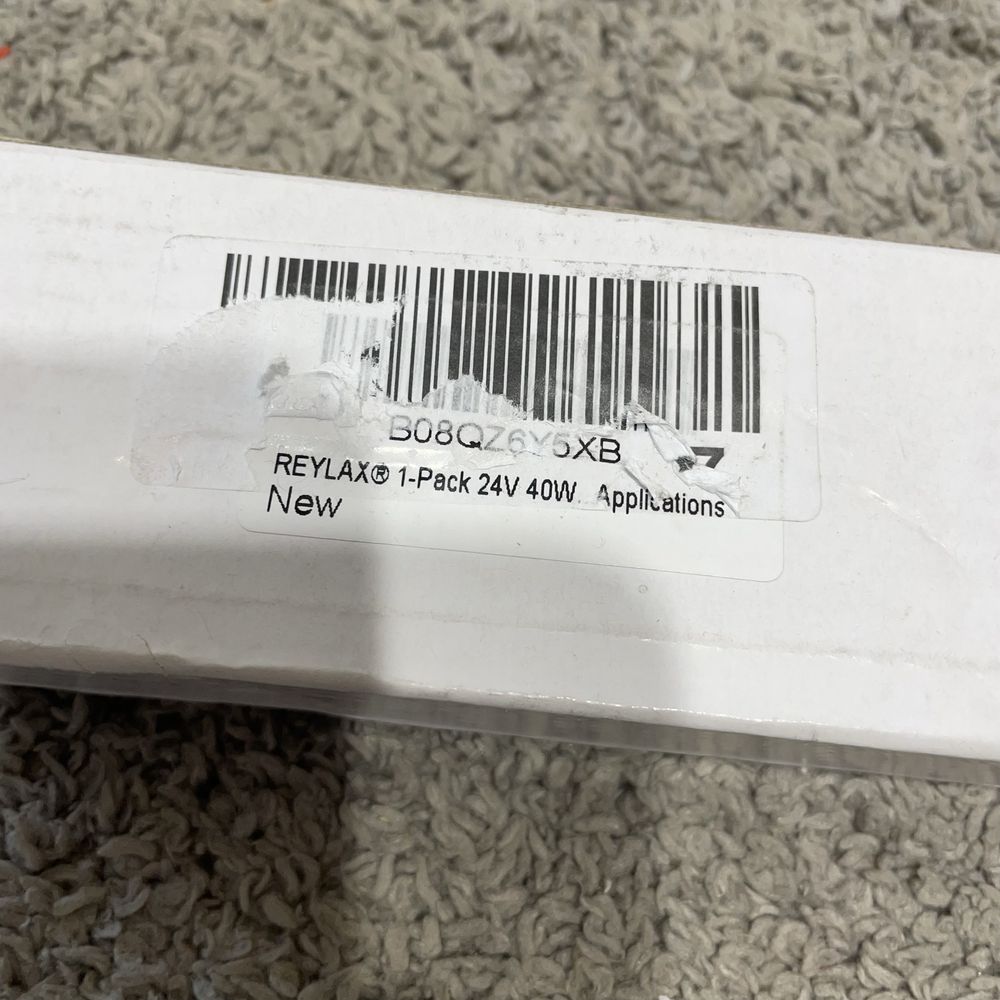 B08QZ6Y5XB
REYLAX® 1-Pack 24V 40W. Applications
New